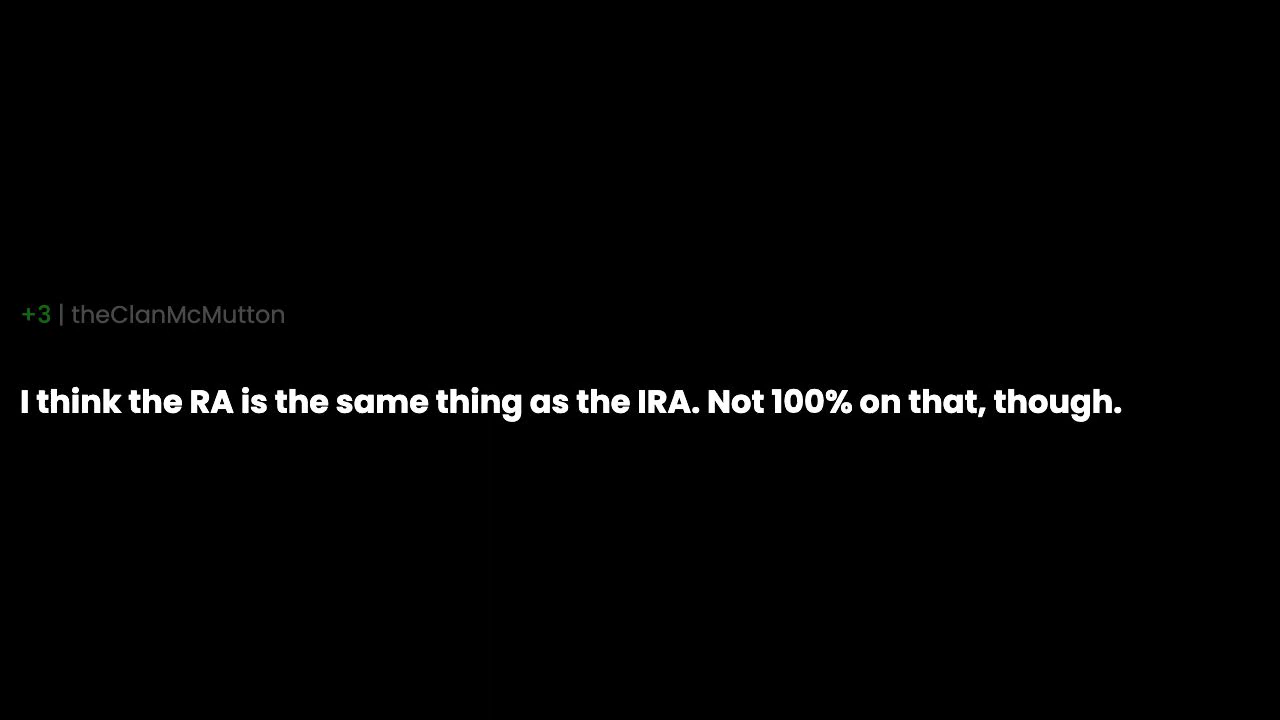 +3 | theClanMcMutton
I think the RA is the same thing as the IRA. Not 100% on that, though.